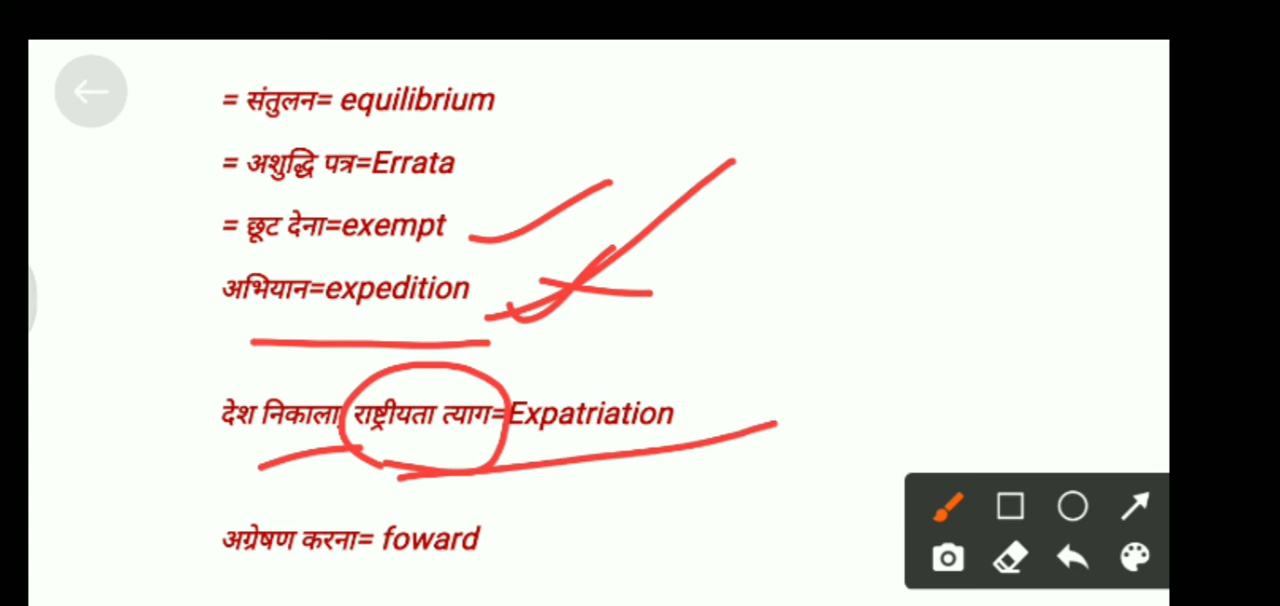 = संतुलन= equilibrium
= अशुद्धि पत्र=Errata
= छूट देना=exempt
अभियान=expedition
देश निकाला, राष्ट्रीयता त्याग=Expatriation
अग्रेषण करना= foward